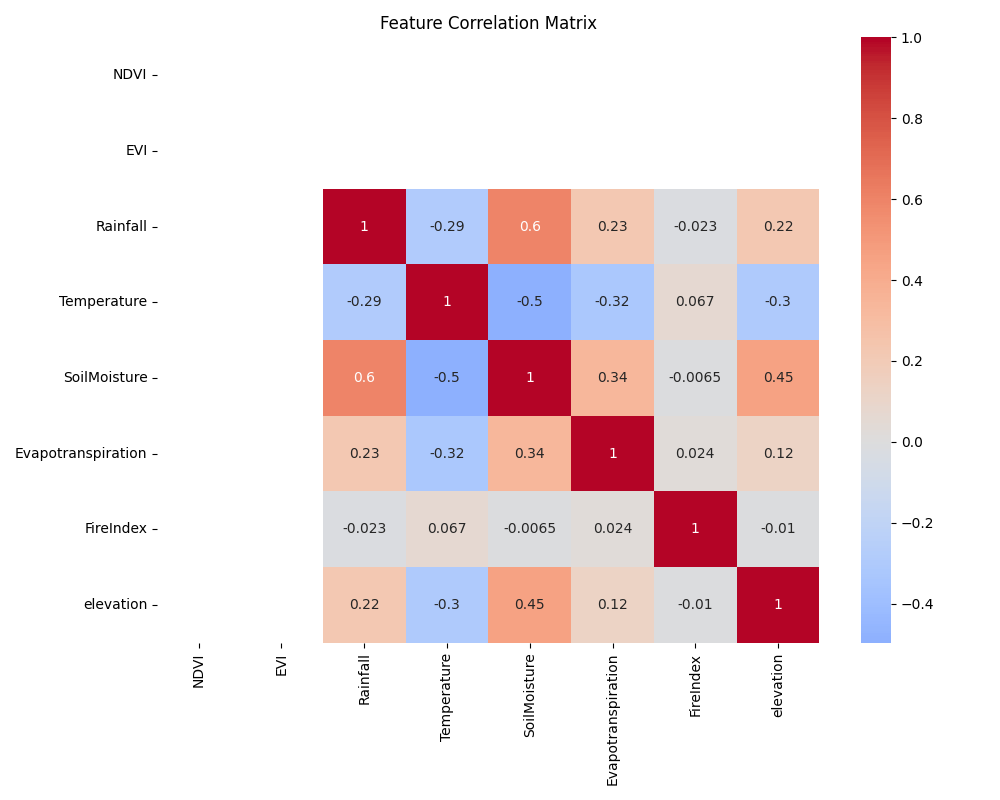 Feature Correlation Matrix
NDVI
EVI
Rainfall 1 -0.29 0.6 0.23 -0.023 0.22
Temperature -0.29 1 -0.5 -0.32 0.067 -0.3
SoilMoisture 0.6 -0.5 1 0.34 -0.0065 0.45
Evapotranspiration 0.23 -0.32 0.34 1 0.024 0.12
FireIndex -0.023 0.067 -0.0065 0.024 1 -0.01
elevation 0.22 -0.3 0.45 0.12 -0.01 1
NDVI
EVI
Rainfall
Temperature
SoilMoisture
Evapotranspiration
FireIndex
elevation
1.0
0.8
0.6
0.4
0.2
0.0
−0.2
−0.4